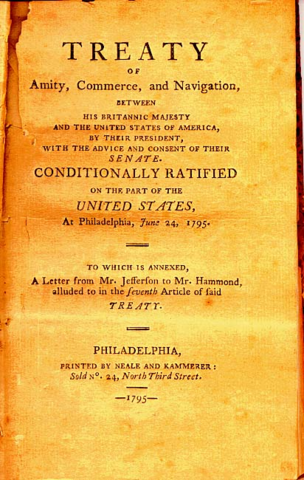 TREATY
OF
Amity, Commerce, and Navigation,
BETWEEN
HIS BRITANNIC MAJESTY
AND THE UNITED STATES OF AMERICA,
BY THEIR PRESIDENT,
WITH THE ADVICE AND CONSENT OF THEIR
SENATE.
CONDITIONALLY RATIFIED
ON THE PART OF THE
UNITED STATES,
At Philadelphia, June 24, 1795.
TO WHICH IS ANNEXED,
A Letter from Mr. Jefferson to Mr. Hammond,
alluded to in the ſeventh Article of ſaid
TREATY.
PHILADELPHIA,
PRINTED BY NEALE AND KAMMERER:
Sold No. 24, North Third Street.
—1795—